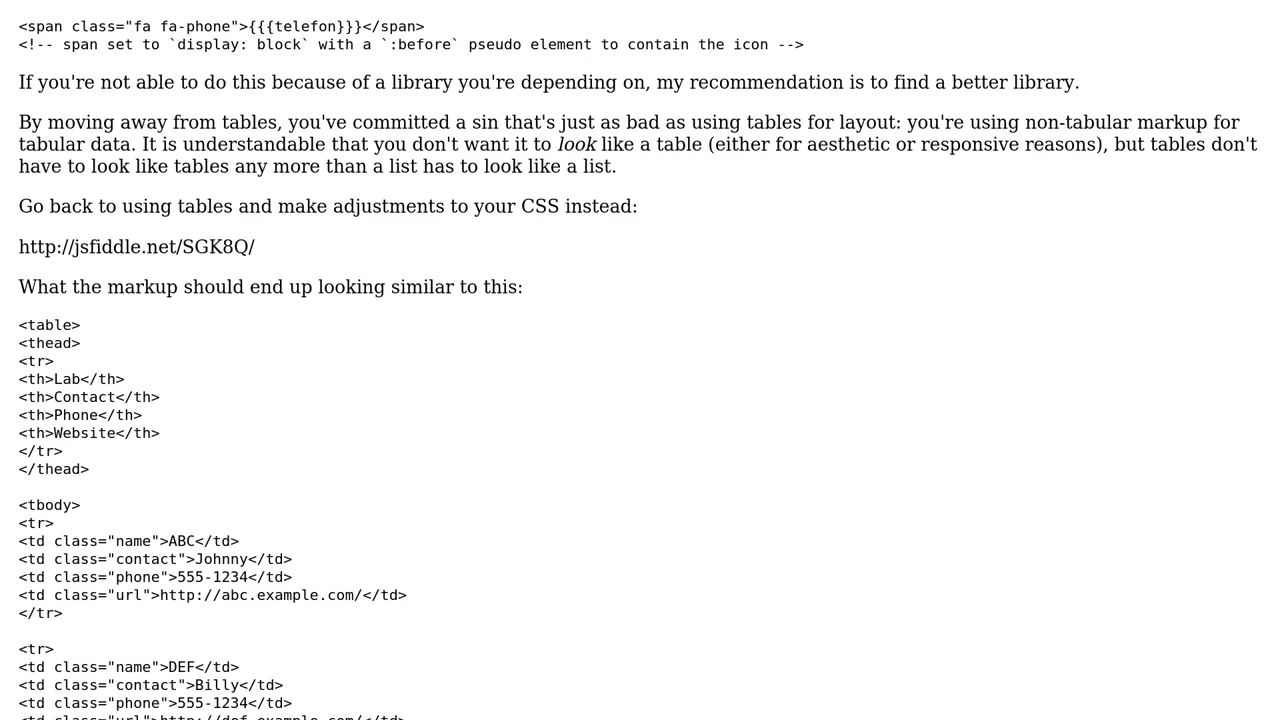 <span class="fa fa-phone">{{{telefon}}}</span>
<!-- span set to `display: block` with a `:before` pseudo element to contain the icon -->
If you're not able to do this because of a library you're depending on, my recommendation is to find a better library.
By moving away from tables, you've committed a sin that's just as bad as using tables for layout: you're using non-tabular markup for
tabular data. It is understandable that you don't want it to look like a table (either for aesthetic or responsive reasons), but tables don't
have to look like tables any more than a list has to look like a list.
Go back to using tables and make adjustments to your CSS instead:
http://jsfiddle.net/SGK8Q/
What the markup should end up looking similar to this:
<table>
<thead>
<tr>
<th>Lab</th>
<th>Contact</th>
<th>Phone</th>
<th>Website</th>
</tr>
</thead>
<tbody>
<tr>
<td class="name">ABC</td>
<td class="contact">Johnny</td>
<td class="phone">555-1234</td>
<td class="url">http://abc.example.com/</td>
</tr>
<tr>
<td class="name">DEF</td>
<td class="contact">Billy</td>
<td class="phone">555-1234</td>
<td class="url">http://def.example.com/</td>